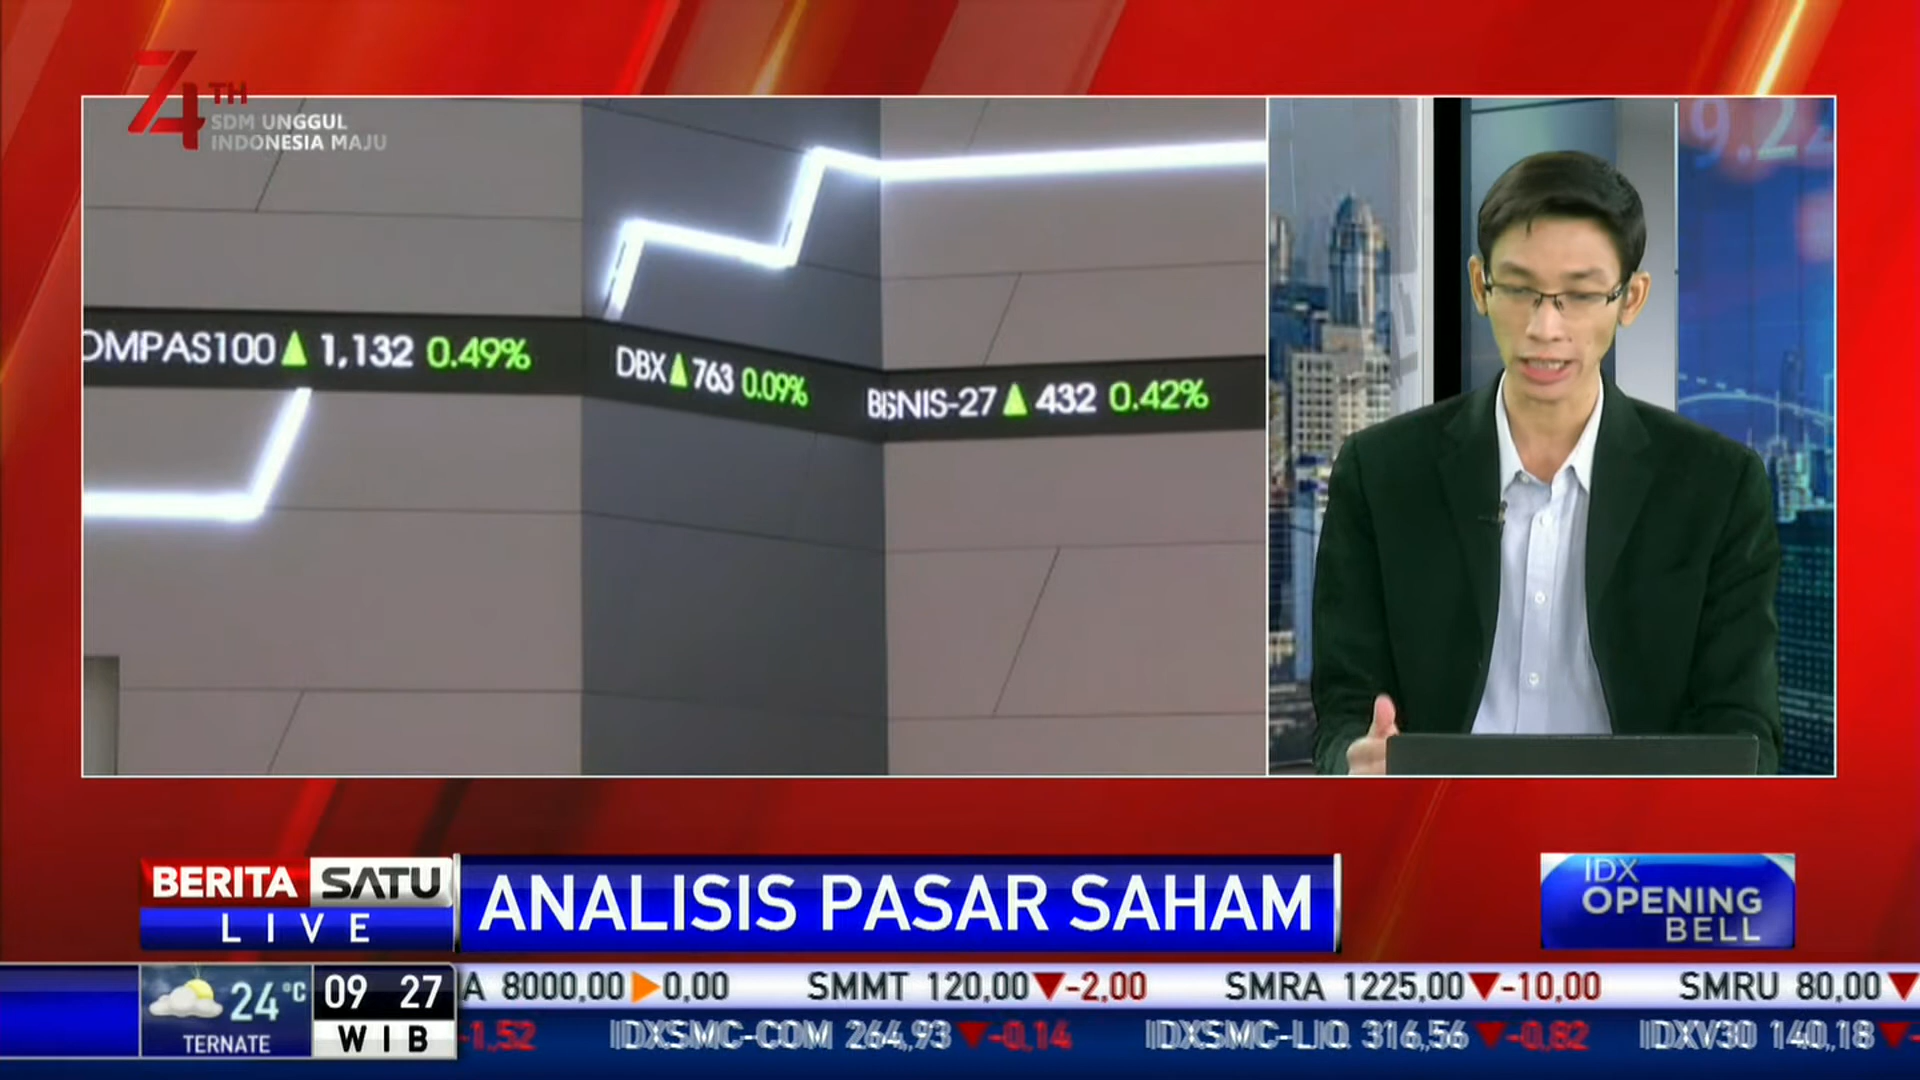 74TH
SDM UNGGUL
INDONESIA MAJU
9.22
OMPAS100 ▲ 1,132 0.49%
DBX ▲ 763 0.09%
BISNIS-27 ▲ 432 0.42%
BERITA SATU
LIVE
ANALISIS PASAR SAHAM
IDX
OPENING
BELL
24°C
TERNATE
09 27
WIB
A 8000,00 ▶ 0,00 SMMT 120,00 ▼ -2,00 SMRA 1225,00 ▼ -10,00 SMRU 80,00 ▼
-1,52 IDXSMC-COM 264,93 ▼ -0,14 IDXSMC-LIQ 316,56 ▼ -0,82 IDXV30 140,18 ▼ -